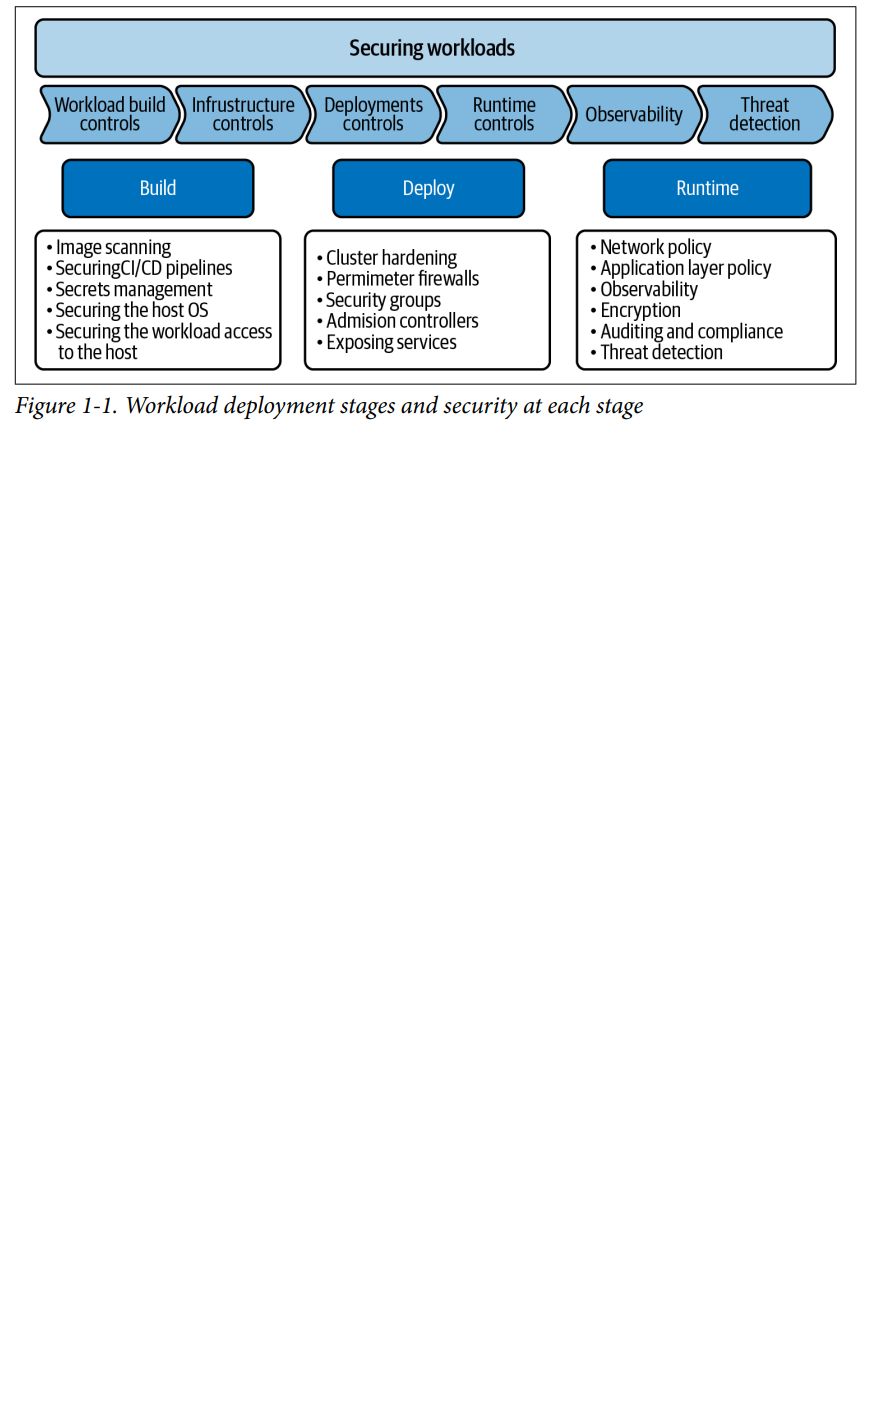 Securing workloads
Workload build
controls
Infrustructure
controls
Deployments
controls
Runtime
controls
Observability
Threat
detection
Build
Deploy
Runtime
• Image scanning
• SecuringCI/CD pipelines
• Secrets management
• Securing the host OS
• Securing the workload access
to the host
• Cluster hardening
• Permimeter firewalls
• Security groups
• Admision controllers
• Exposing services
• Network policy
• Application layer policy
• Observability
• Encryption
• Auditing and compliance
• Threat detection
Figure 1-1. Workload deployment stages and security at each stage